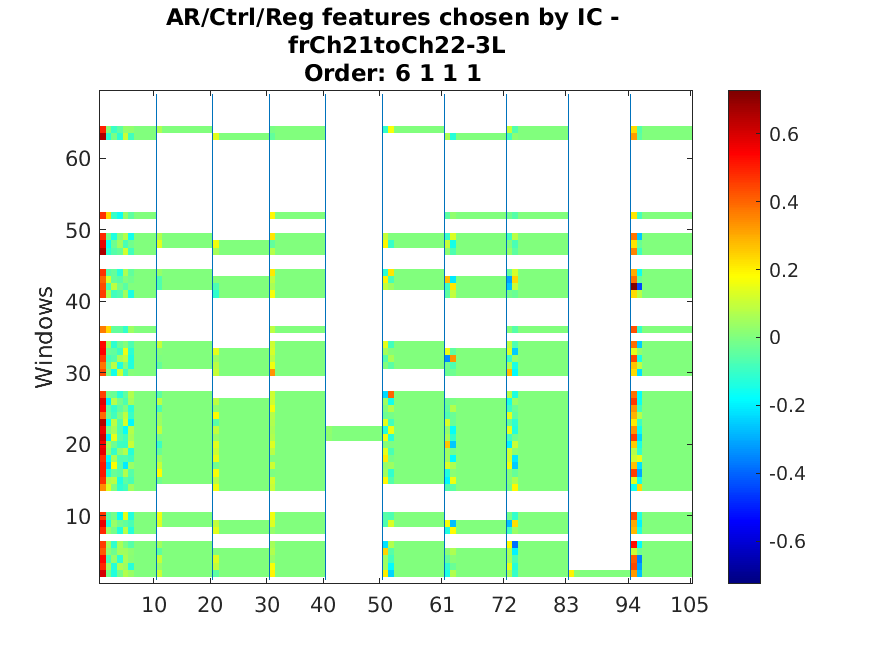 AR/Ctrl/Reg features chosen by IC -
frCh21toCh22-3L
Order: 6 1 1 1
Windows
60
50
40
30
20
10
10 20 30 40 50 61 72 83 94 105
0.6
0.4
0.2
0
-0.2
-0.4
-0.6